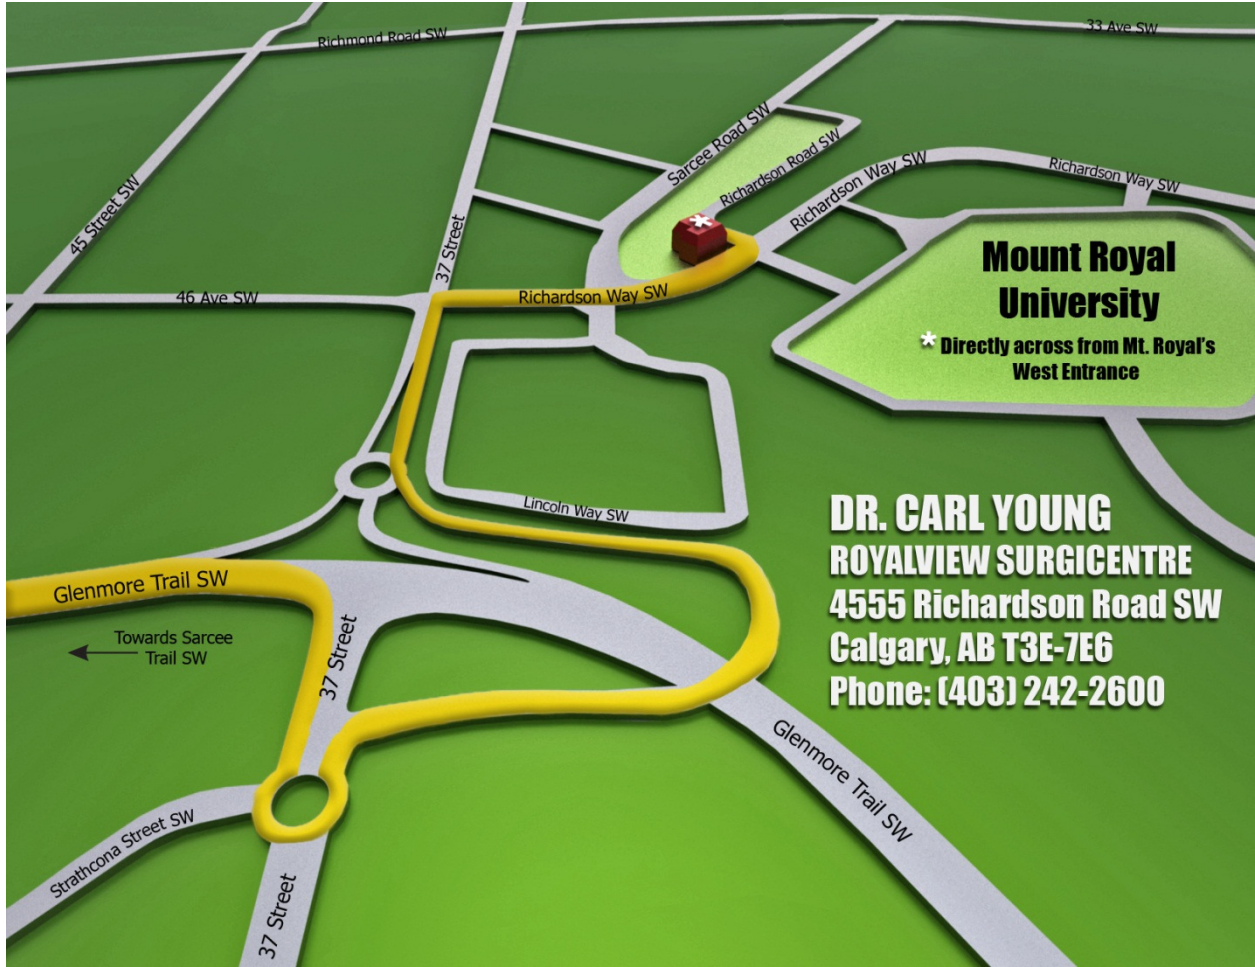 Richmond Road SW
33 Ave SW
Sarcee Road SW
Richardson Road SW
Richardson Way SW
Richardson Way SW
45 Street SW
37 Street
46 Ave SW
Richardson Way SW
Mount Royal
University
* Directly across from Mt. Royal's
West Entrance
*
Lincoln Way SW
DR. CARL YOUNG
ROYALVIEW SURGICENTRE
4555 Richardson Road SW
Calgary, AB T3E-7E6
Phone: (403) 242-2600
Glenmore Trail SW
Towards Sarcee
Trail SW
37 Street
Glenmore Trail SW
Strathcona Street SW
37 Street